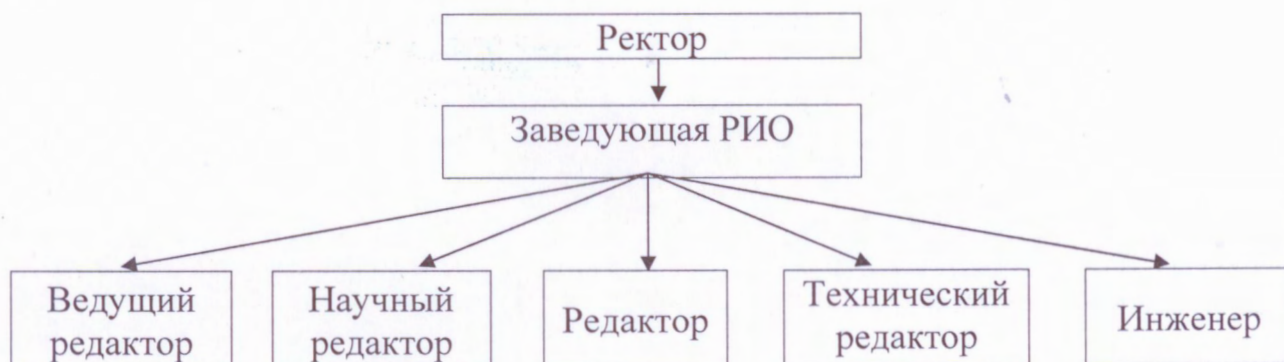 Ректор
Заведующая РИО
Ведущий
редактор
Научный
редактор
Редактор
Технический
редактор
Инженер